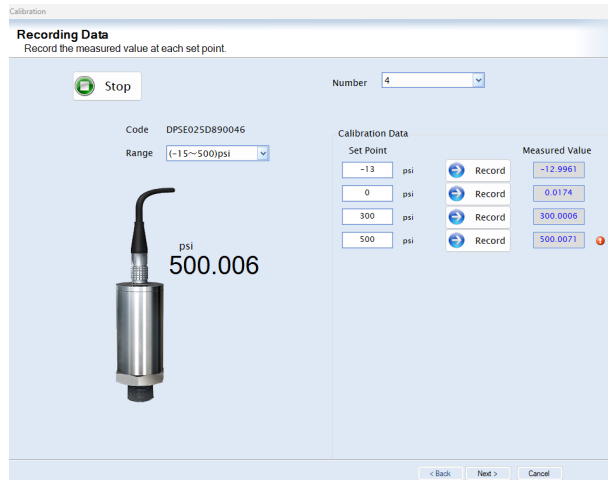 Calibration
Recording Data
Record the measured value at each set point.
Stop
Number 4
Code DPSE025D890046
Range (-15~500)psi
psi
500.006
Calibration Data
Set Point Measured Value
-13 psi Record -12.9961
0 psi Record 0.0174
300 psi Record 300.0006
500 psi Record 500.0071
< Back Next > Cancel